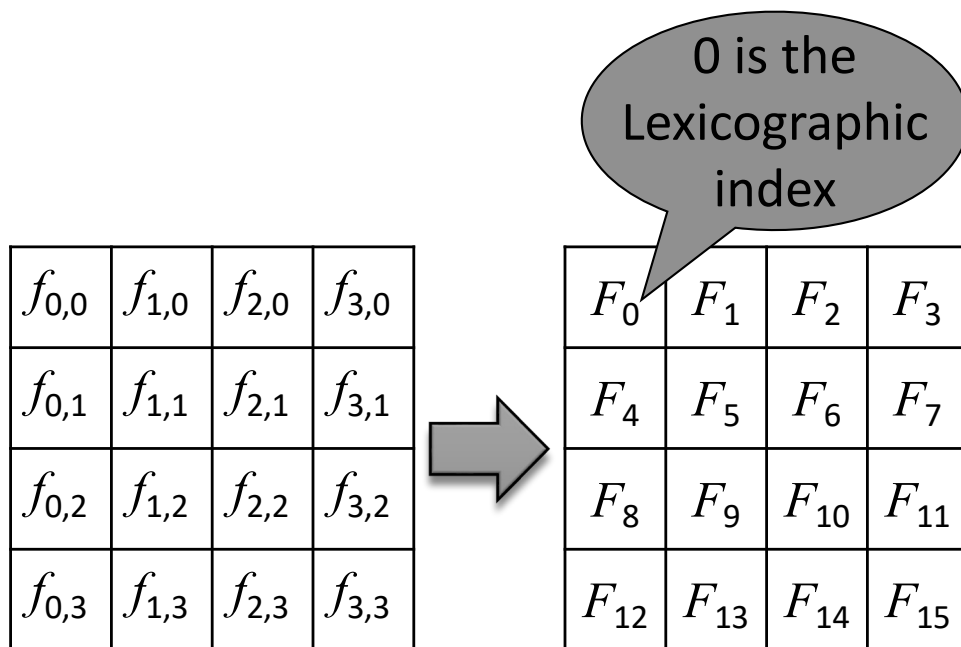 0 is the
Lexicographic
index
f0,0 f1,0 f2,0 f3,0
f0,1 f1,1 f2,1 f3,1
f0,2 f1,2 f2,2 f3,2
f0,3 f1,3 f2,3 f3,3
F0 F1 F2 F3
F4 F5 F6 F7
F8 F9 F10 F11
F12 F13 F14 F15